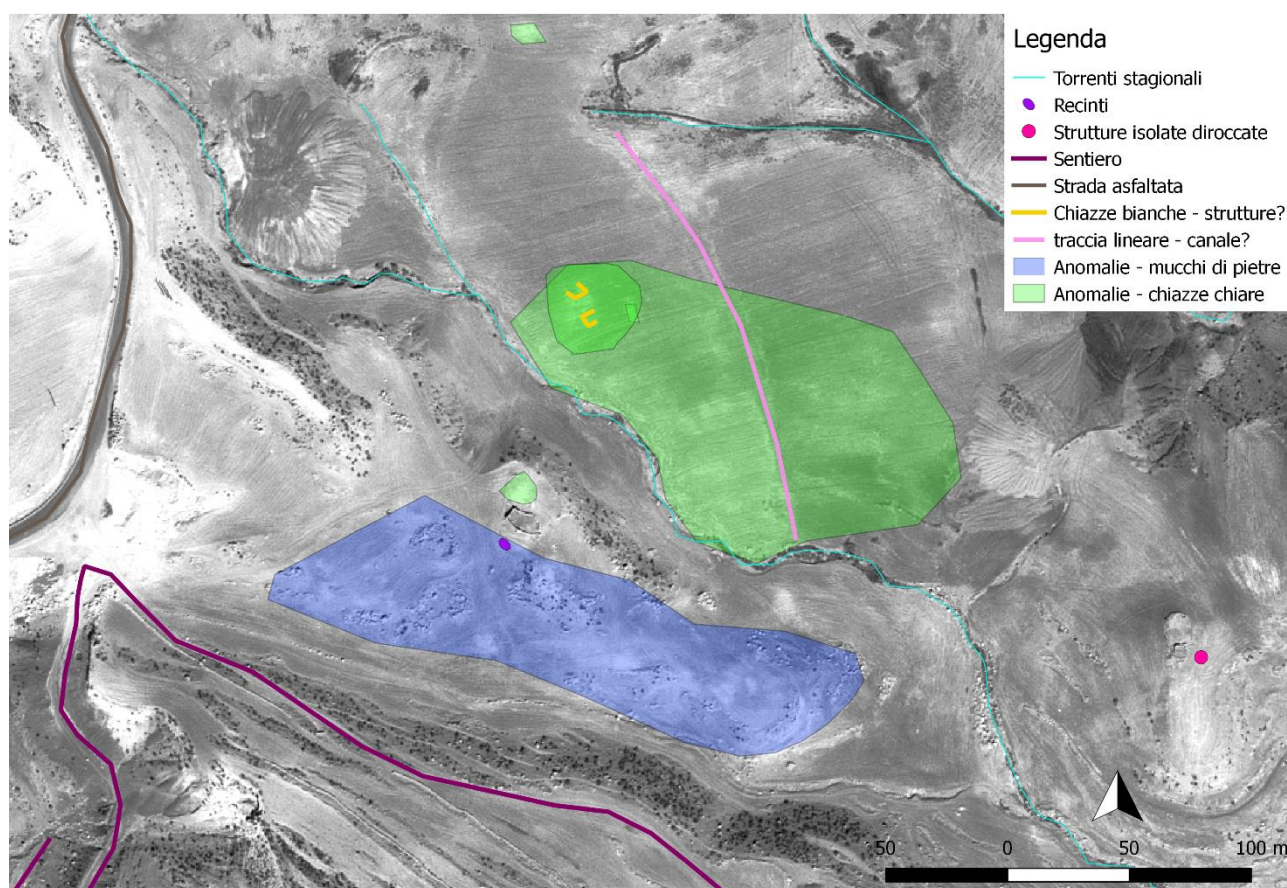 Legenda
Torrenti stagionali
Recinti
Strutture isolate diroccate
Sentiero
Strada asfaltata
Chiazze bianche - strutture?
traccia lineare - canale?
Anomalie - mucchi di pietre
Anomalie - chiazze chiare
50 0 50 100 m